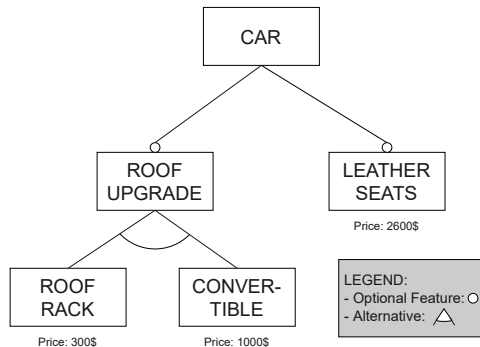 CAR
ROOF
UPGRADE
LEATHER
SEATS
Price: 2600$
ROOF
RACK
CONVER-
TIBLE
Price: 300$
Price: 1000$
LEGEND:
- Optional Feature:
- Alternative: